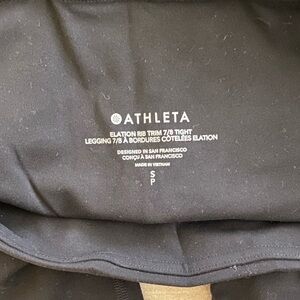 ATHLETA
ELATION RIB TRIM 7/8 TIGHT
LEGGING 7/8 À BORDURES CÔTELÉES ELATION
DESIGNED IN SAN FRANCISCO
CONÇU À SAN FRANCISCO
MADE IN VIETNAM
S
P